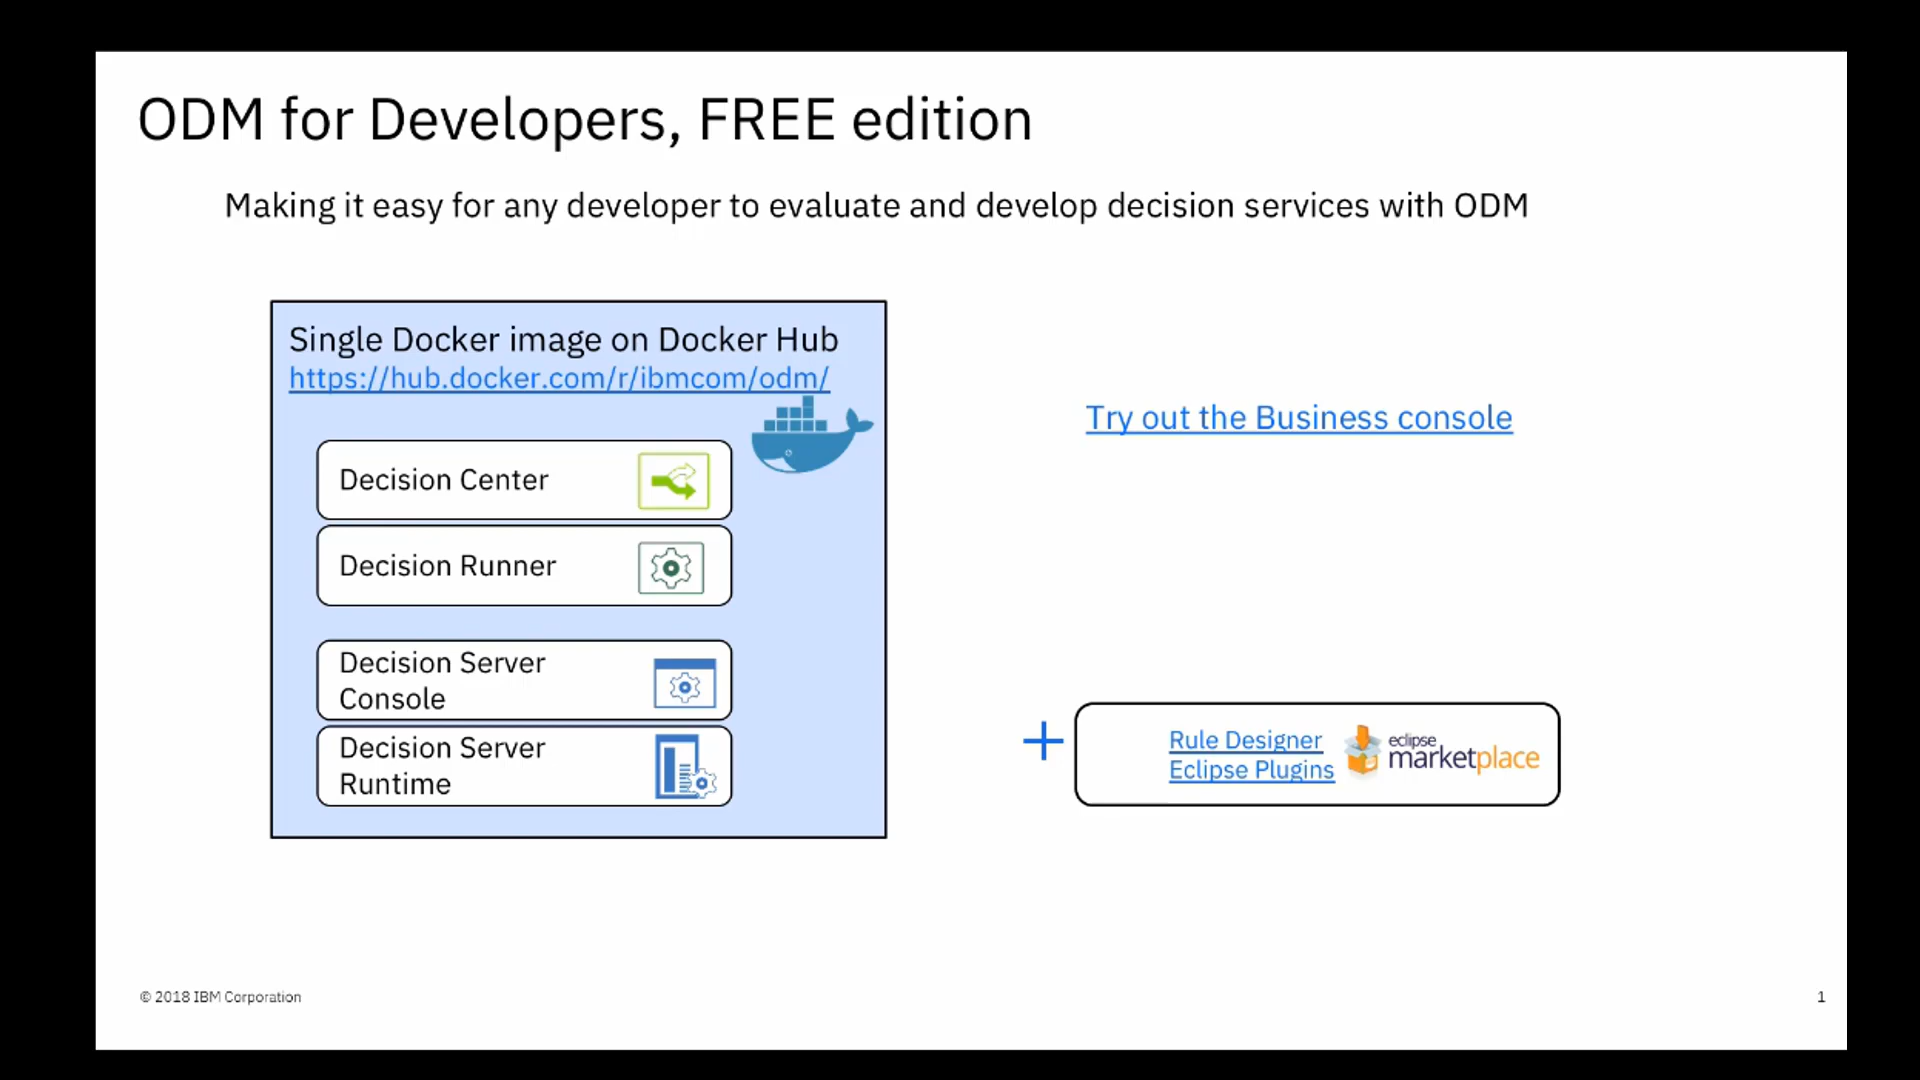 ODM for Developers, FREE edition
Making it easy for any developer to evaluate and develop decision services with ODM
Single Docker image on Docker Hub
https://hub.docker.com/r/ibmcom/odm/
Decision Center
Decision Runner
Decision Server
Console
Decision Server
Runtime
Try out the Business console
+
Rule Designer
Eclipse Plugins
eclipse
marketplace
© 2018 IBM Corporation
1